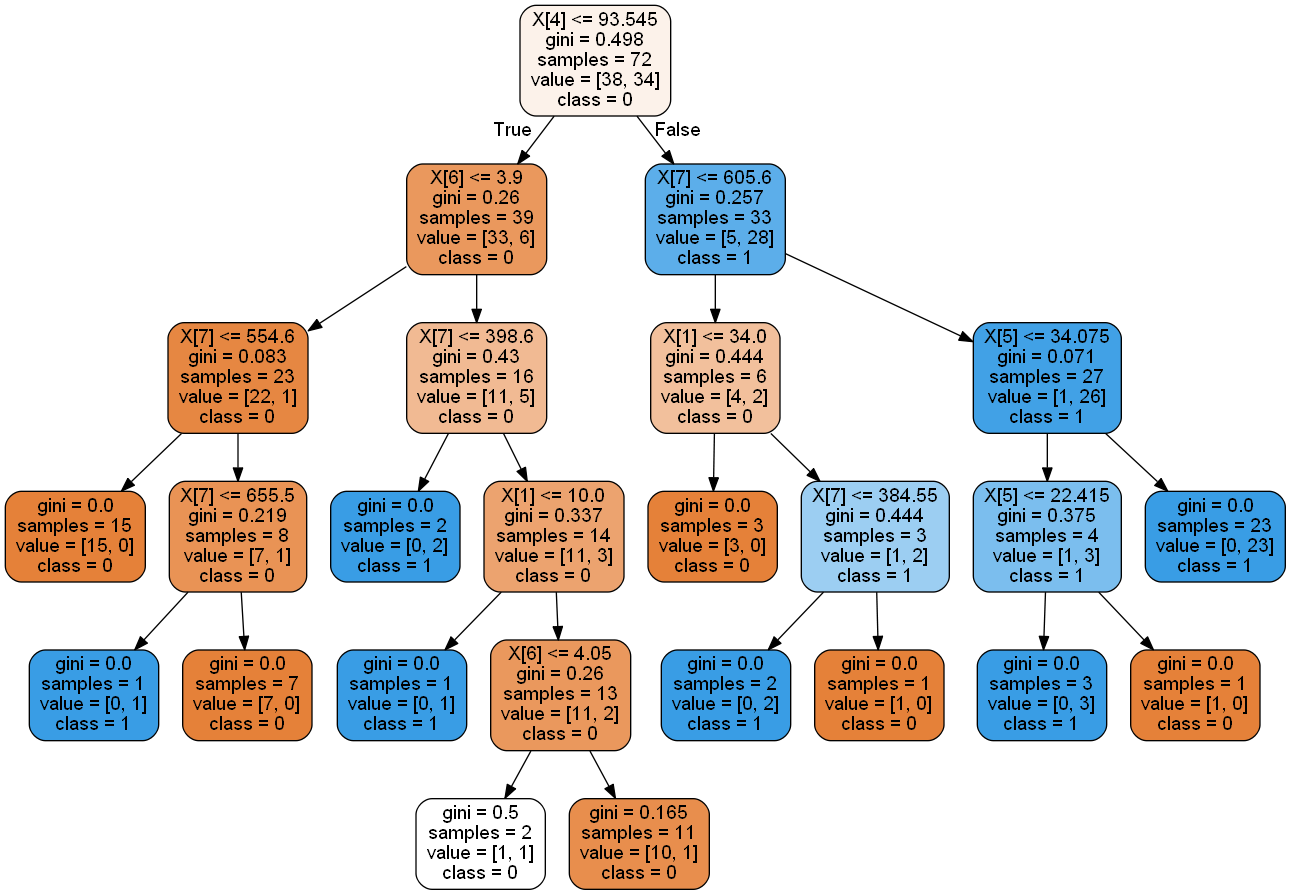 X[4] <= 93.545
gini = 0.498
samples = 72
value = [38, 34]
class = 0
True
False
X[6] <= 3.9
gini = 0.26
samples = 39
value = [33, 6]
class = 0
X[7] <= 605.6
gini = 0.257
samples = 33
value = [5, 28]
class = 1
X[7] <= 554.6
gini = 0.083
samples = 23
value = [22, 1]
class = 0
X[7] <= 398.6
gini = 0.43
samples = 16
value = [11, 5]
class = 0
X[1] <= 34.0
gini = 0.444
samples = 6
value = [4, 2]
class = 0
X[5] <= 34.075
gini = 0.071
samples = 27
value = [1, 26]
class = 1
gini = 0.0
samples = 15
value = [15, 0]
class = 0
X[7] <= 655.5
gini = 0.219
samples = 8
value = [7, 1]
class = 0
gini = 0.0
samples = 2
value = [0, 2]
class = 1
X[1] <= 10.0
gini = 0.337
samples = 14
value = [11, 3]
class = 0
gini = 0.0
samples = 3
value = [3, 0]
class = 0
X[7] <= 384.55
gini = 0.444
samples = 3
value = [1, 2]
class = 1
X[5] <= 22.415
gini = 0.375
samples = 4
value = [1, 3]
class = 1
gini = 0.0
samples = 23
value = [0, 23]
class = 1
gini = 0.0
samples = 1
value = [0, 1]
class = 1
gini = 0.0
samples = 7
value = [7, 0]
class = 0
gini = 0.0
samples = 1
value = [0, 1]
class = 1
X[6] <= 4.05
gini = 0.26
samples = 13
value = [11, 2]
class = 0
gini = 0.0
samples = 2
value = [0, 2]
class = 1
gini = 0.0
samples = 1
value = [1, 0]
class = 0
gini = 0.0
samples = 3
value = [0, 3]
class = 1
gini = 0.0
samples = 1
value = [1, 0]
class = 0
gini = 0.5
samples = 2
value = [1, 1]
class = 0
gini = 0.165
samples = 11
value = [10, 1]
class = 0